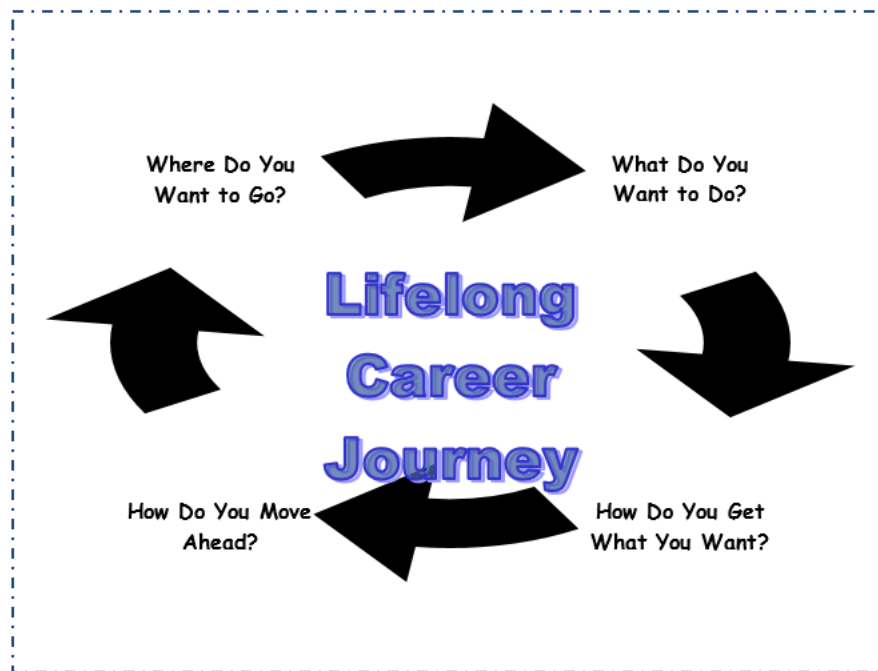 Where Do You
Want to Go?
What Do You
Want to Do?
Lifelong
Career
Journey
How Do You Move
Ahead?
How Do You Get
What You Want?